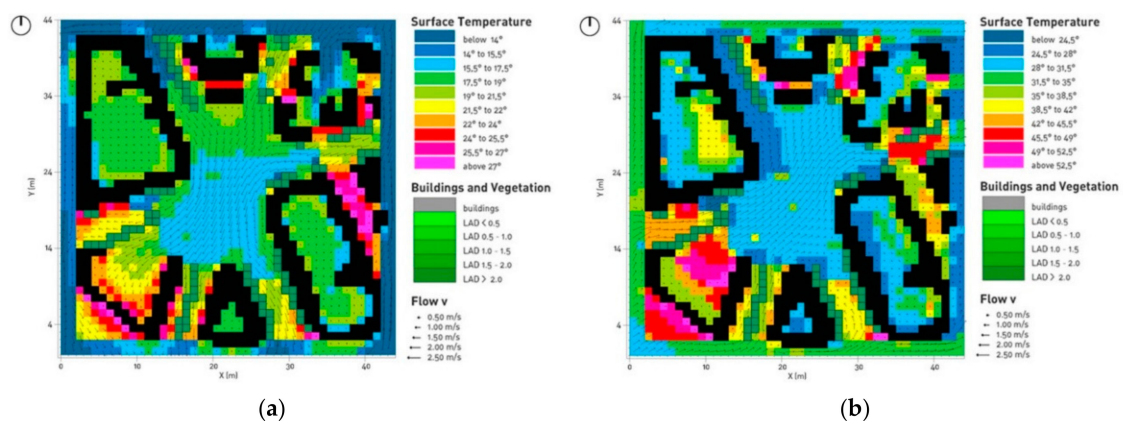 44
34
24
14
4
Y (m)
0
10
20
30
40
X (m)
Surface Temperature
below 14°
14° to 15,5°
15,5° to 17,5°
17,5° to 19°
19° to 21,5°
21,5° to 22°
22° to 24°
24° to 25,5°
25,5° to 27°
above 27°
Buildings and Vegetation
buildings
LAD < 0.5
LAD 0.5 - 1.0
LAD 1.0 - 1.5
LAD 1.5 - 2.0
LAD > 2.0
Flow v
0.50 m/s
1.00 m/s
1.50 m/s
2.00 m/s
2.50 m/s
(a)
44
34
24
14
4
Y (m)
0
10
20
30
40
X (m)
Surface Temperature
below 24,5°
24,5° to 28°
28° to 31,5°
31,5° to 35°
35° to 38,5°
38,5° to 42°
42° to 45,5°
45,5° to 49°
49° to 52,5°
above 52,5°
Buildings and Vegetation
buildings
LAD < 0.5
LAD 0.5 - 1.0
LAD 1.0 - 1.5
LAD 1.5 - 2.0
LAD > 2.0
Flow v
0.50 m/s
1.00 m/s
1.50 m/s
2.00 m/s
2.50 m/s
(b)